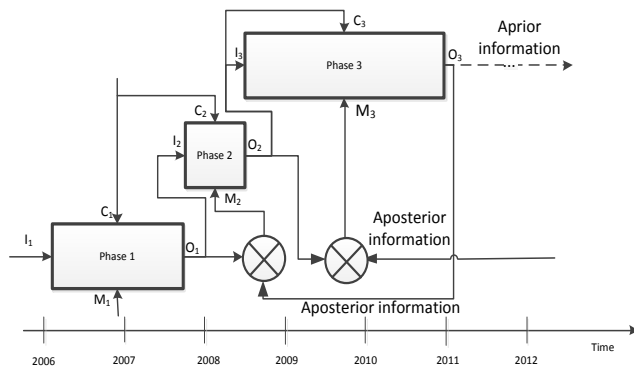 C₃
Aprior
information
I₃
Phase 3
O₃
...
M₃
C₂
I₂
Phase 2
O₂
M₂
C₁
Aposterior
information
I₁
Phase 1
O₁
M₁
Aposterior information
2006
2007
2008
2009
2010
2011
2012
Time